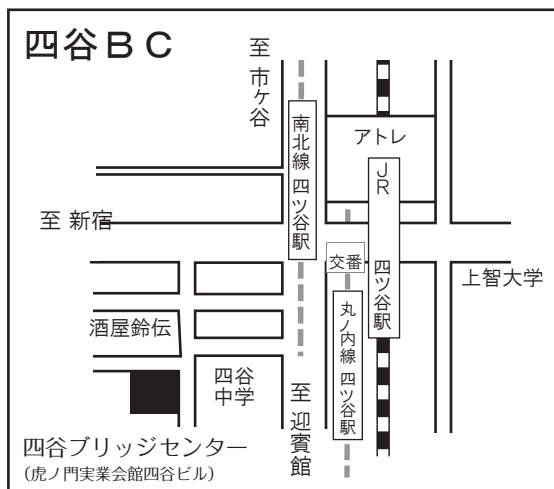 四谷ＢＣ
至 市ヶ谷
南北線 四ツ谷駅
アトレ
ＪＲ 四ツ谷駅
至 新宿
交番
上智大学
丸ノ内線 四ツ谷駅
酒屋鈴伝
四谷
中学
至 迎賓館
四谷ブリッジセンター
(虎ノ門実業会館四谷ビル)